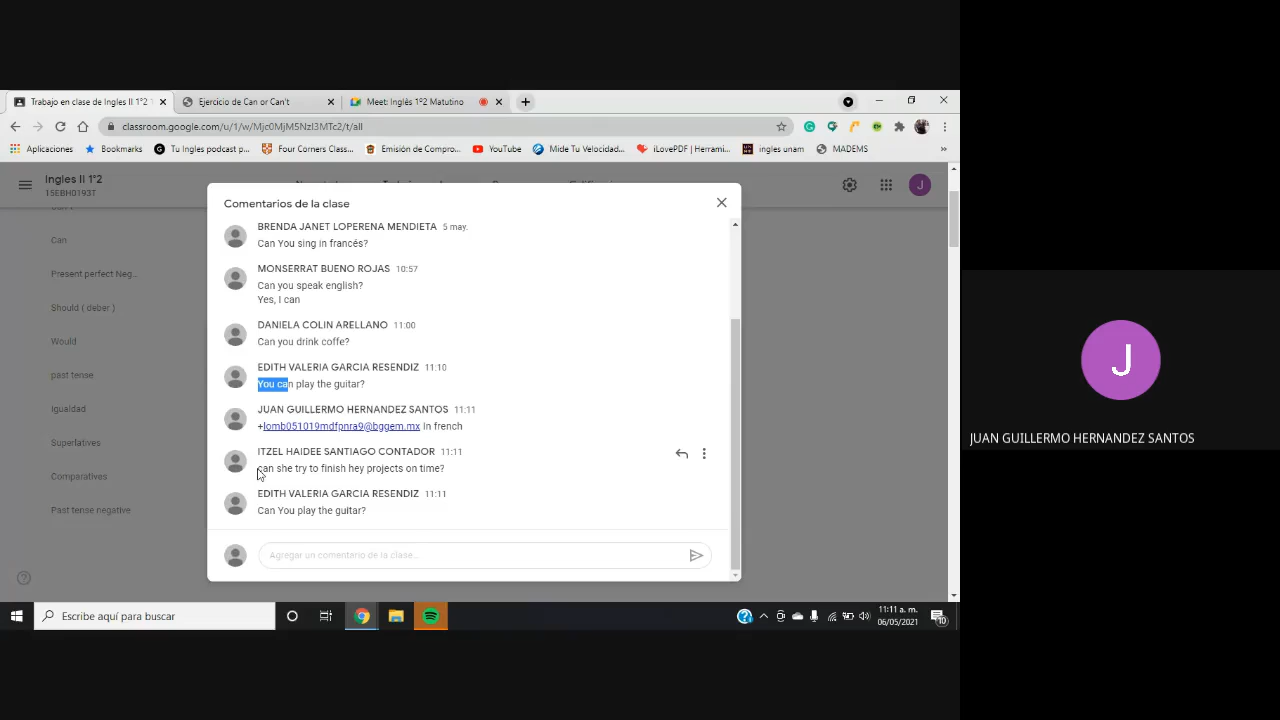 Trabajo en clase de Ingles II 1°2
Ejercicio de Can or Can't
Meet: Inglés 1º2 Matutino
classroom.google.com/u/1/w/Mjc0MjM5NzI3MTc2/t/all
Aplicaciones
Bookmarks
Tu Ingles podcast p...
Four Corners Class...
Emisión de Compro...
YouTube
Mide Tu Velocidad...
iLovePDF | Herrami...
ingles unam
MADEMS
»
Ingles II 1°2
15EBH0193T
J
Can
Present perfect Neg...
Should ( deber )
Would
past tense
Igualdad
Superlatives
Comparatives
Past tense negative
Comentarios de la clase
BRENDA JANET LOPERENA MENDIETA 5 may.
Can You sing in francés?
MONSERRAT BUENO ROJAS 10:57
Can you speak english?
Yes, I can
DANIELA COLIN ARELLANO 11:00
Can you drink coffe?
EDITH VALERIA GARCIA RESENDIZ 11:10
You can play the guitar?
JUAN GUILLERMO HERNANDEZ SANTOS 11:11
+lomb051019mdfpnra9@bggem.mx In french
ITZEL HAIDEE SANTIAGO CONTADOR 11:11
can she try to finish hey projects on time?
EDITH VALERIA GARCIA RESENDIZ 11:11
Can You play the guitar?
Agregar un comentario de la clase...
Escribe aquí para buscar
11:11 a. m.
06/05/2021
10
J
JUAN GUILLERMO HERNANDEZ SANTOS